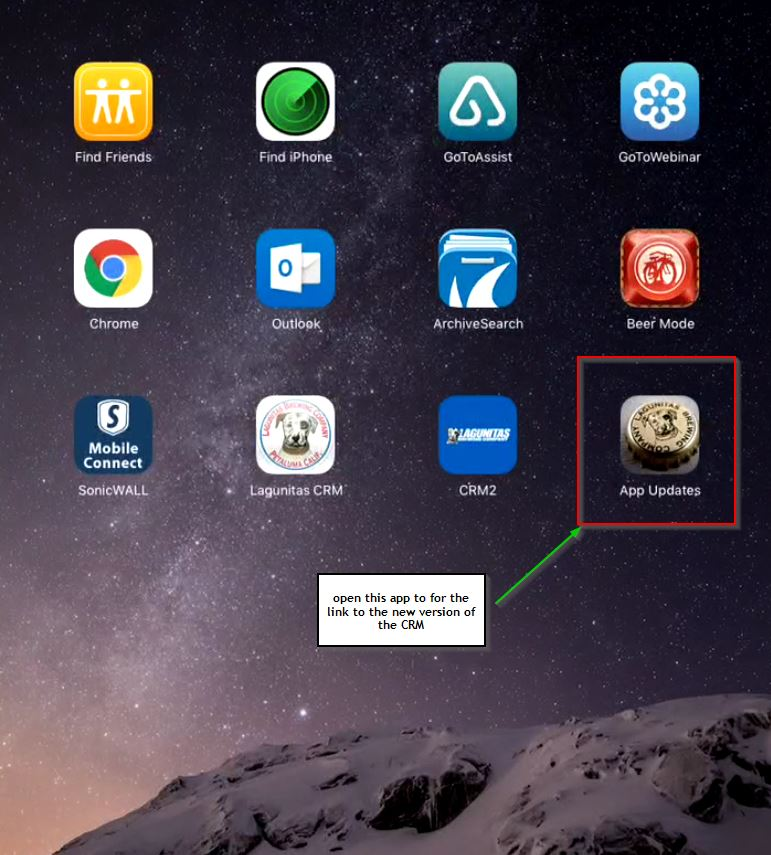 Find Friends
Find iPhone
GoToAssist
GoToWebinar
Chrome
Outlook
ArchiveSearch
Beer Mode
S
Mobile
Connect
SonicWALL
LAGUNITAS BREWING COMPANY
PETALUMA, CALIF.
Lagunitas CRM
LAGUNITAS
CRM2
LAGUNITAS BREWING COMPANY
App Updates
open this app to for the
link to the new version of
the CRM